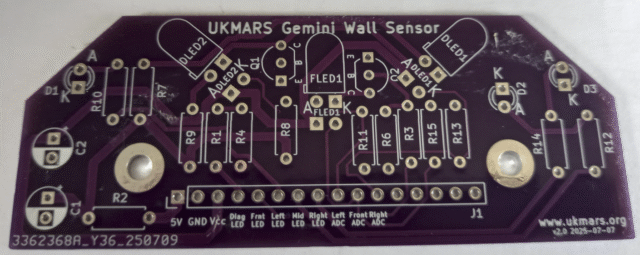 UKMARS Gemini Wall Sensor
DLED2
Q1
C
B
E
FLED1
E
B
C
Q2
DLED1
A
D1
K
R10
R7
A
DLED2
K
A
K
FLED1
A
DLED1
K
K
D2
A
A
D3
K
R9
R1
R4
R8
R11
R6
R3
R15
R13
R14
R12
C2
C1
R2
J1
5V GND Vcc Diag LED Frnt LED Left LED Mid LED Right LED Left ADC Front ADC Right ADC
www.ukmars.org
v2.0 2025-07-07
3362368A_Y36_250709